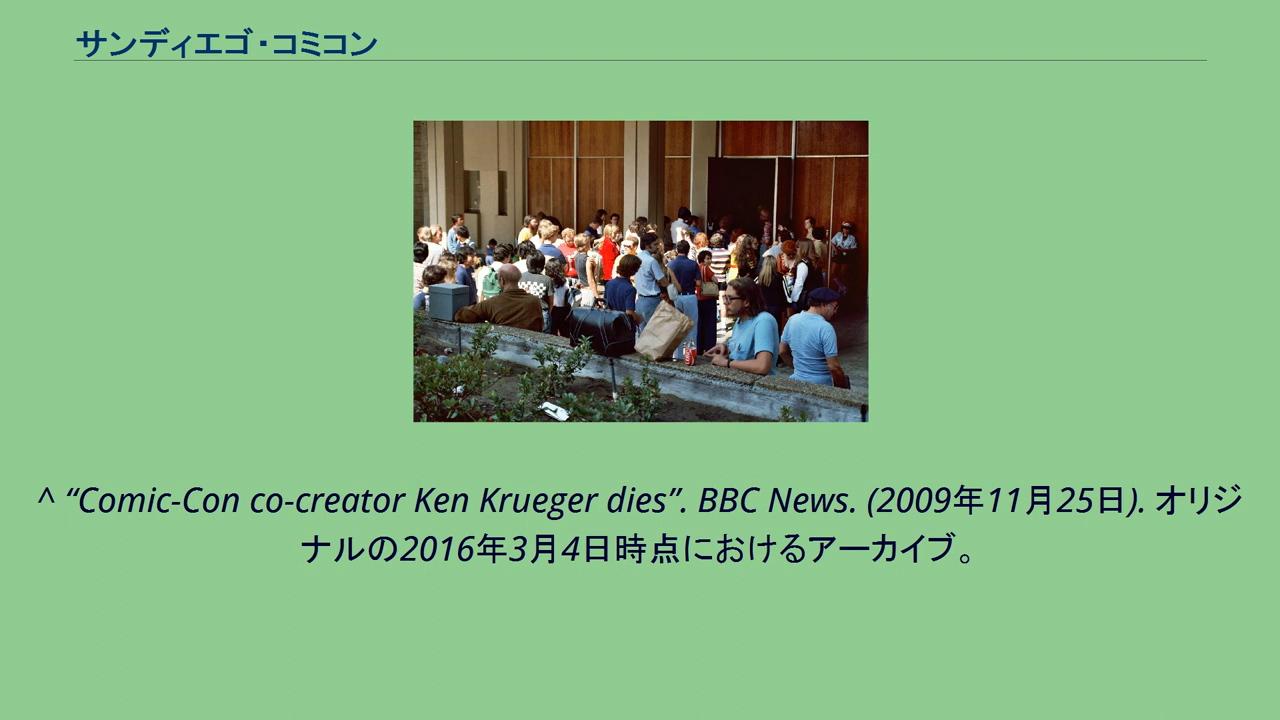 サンディエゴ・コミコン
^ “Comic-Con co-creator Ken Krueger dies”. BBC News. (2009年11月25日). オリジ
ナルの2016年3月4日時点におけるアーカイブ。